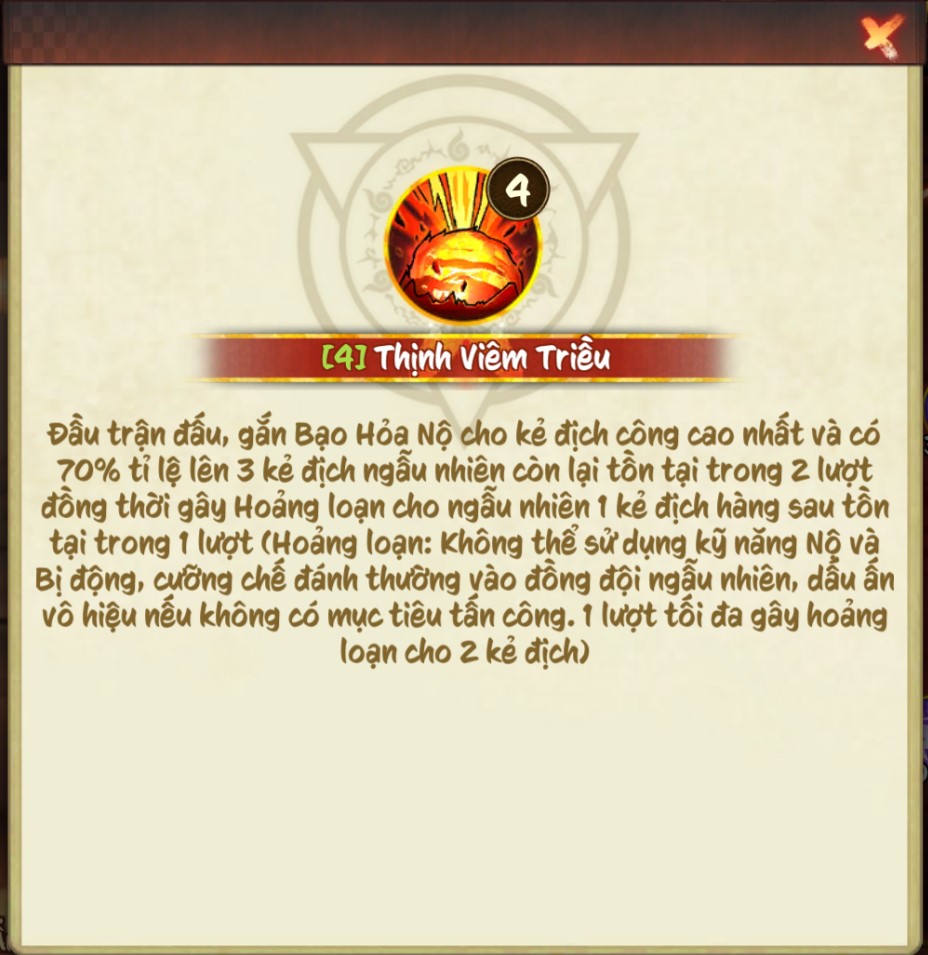 4
[4] Thịnh Viêm Triều
Đầu trận đấu, gắn Bạo Hỏa Nộ cho kẻ địch công cao nhất và có
70% tỉ lệ lên 3 kẻ địch ngẫu nhiên còn lại tồn tại trong 2 lượt
đồng thời gây Hoảng loạn cho ngẫu nhiên 1 kẻ địch hàng sau tồn
tại trong 1 lượt (Hoảng loạn: Không thể sử dụng kỹ năng Nộ và
Bị động, cưỡng chế đánh thường vào đồng đội ngẫu nhiên, dấu ấn
vô hiệu nếu không có mục tiêu tấn công. 1 lượt tối đa gây hoảng
loạn cho 2 kẻ địch)